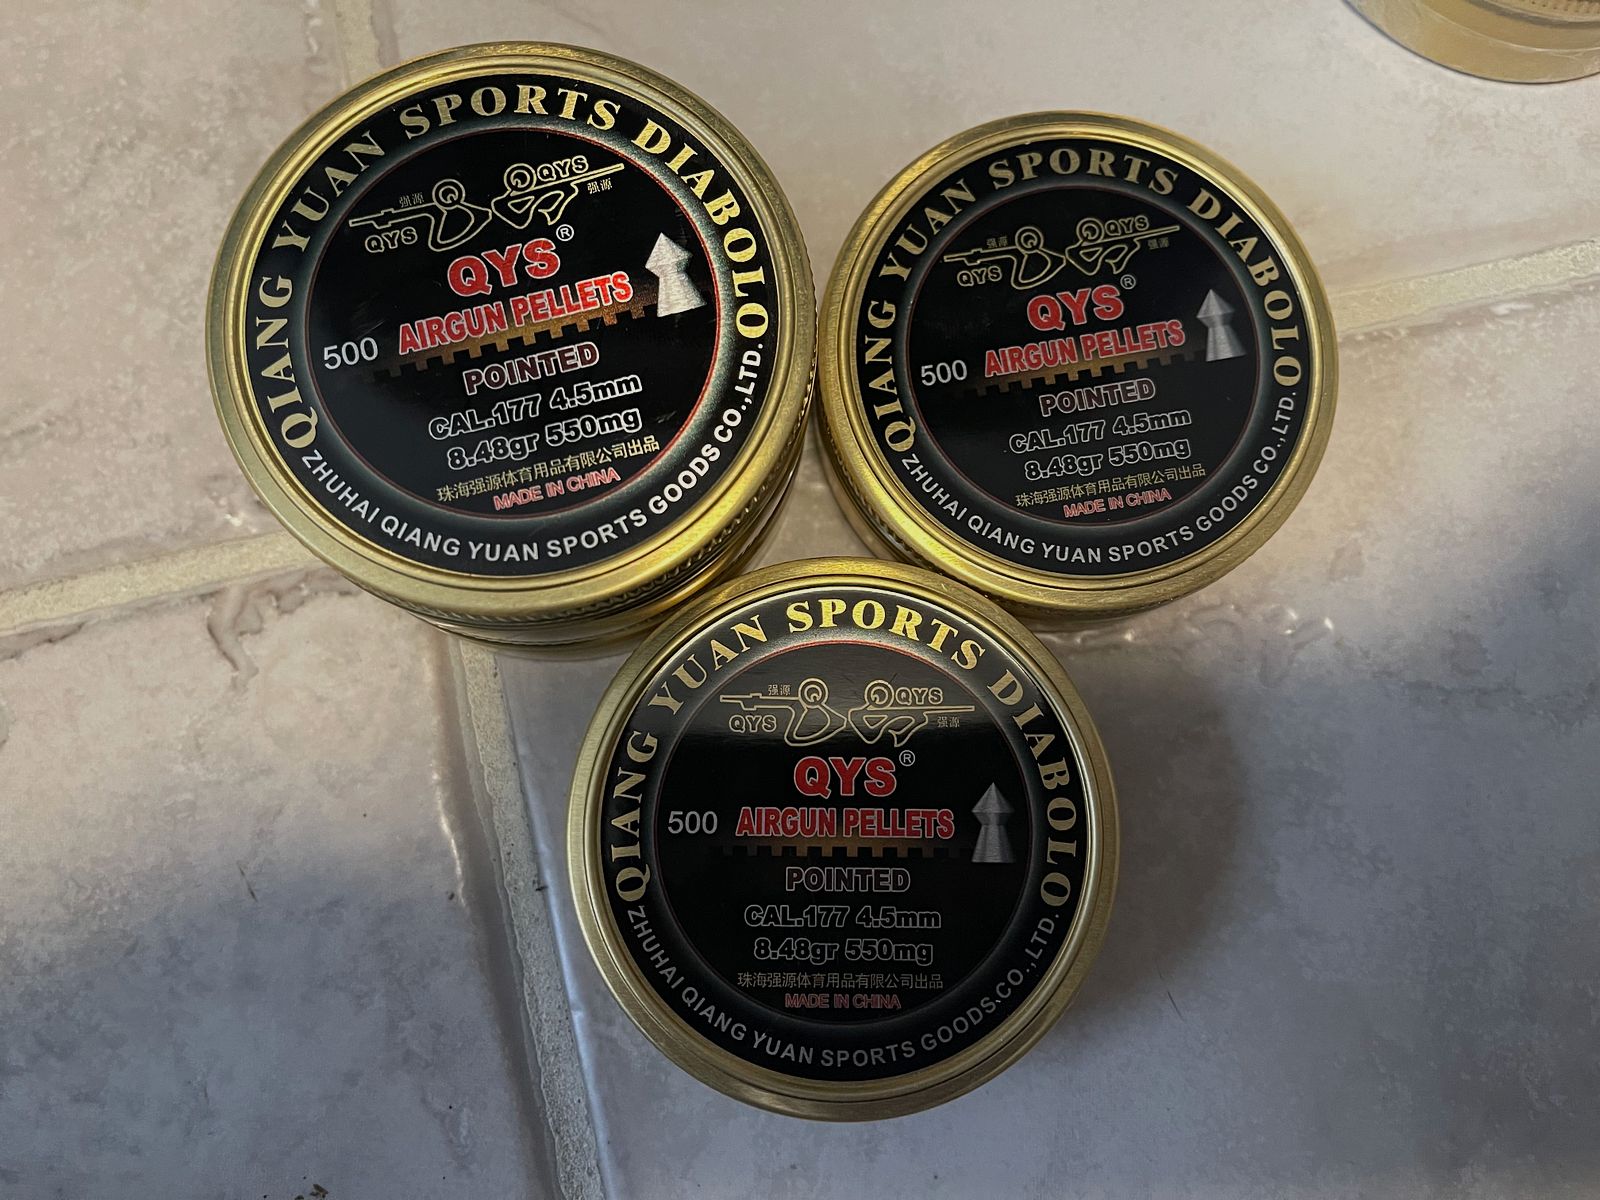 QIANG YUAN SPORTS DIABOLO
强源 QYS
QYS 强源
QYS®
AIRGUN PELLETS
500
POINTED
CAL.177 4.5mm
8.48gr 550mg
珠海强源体育用品有限公司出品
MADE IN CHINA
ZHUHAI QIANG YUAN SPORTS GOODS CO.,LTD.
QIANG YUAN SPORTS DIABOLO
强源 QYS
QYS 强源
QYS®
AIRGUN PELLETS
500
POINTED
CAL.177 4.5mm
8.48gr 550mg
珠海强源体育用品有限公司出品
MADE IN CHINA
ZHUHAI QIANG YUAN SPORTS GOODS CO.,LTD.
QIANG YUAN SPORTS DIABOLO
强源 QYS
QYS 强源
QYS®
500 AIRGUN PELLETS
POINTED
CAL.177 4.5mm
8.48gr 550mg
珠海强源体育用品有限公司出品
MADE IN CHINA
ZHUHAI QIANG YUAN SPORTS GOODS CO.,LTD.